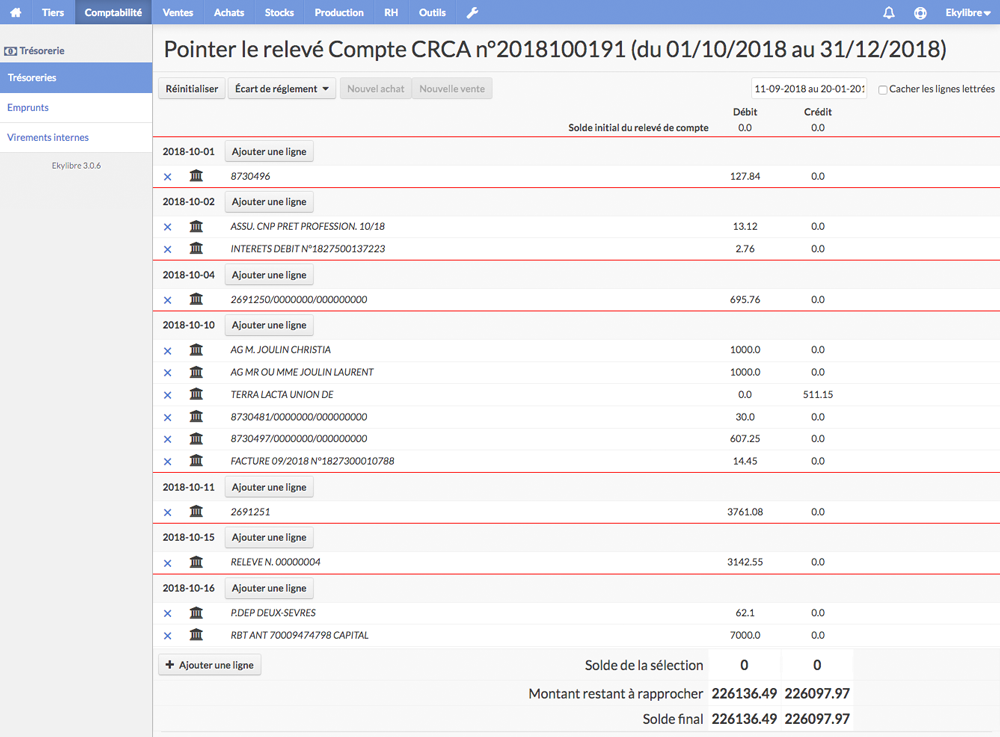 Tiers Comptabilité Ventes Achats Stocks Production RH Outils Ekylibre
Trésorerie
Trésoreries
Emprunts
Virements internes
Ekylibre 3.0.6
Pointer le relevé Compte CRCA n°2018100191 (du 01/10/2018 au 31/12/2018)
Réinitialiser Écart de réglement Nouvel achat Nouvelle vente 11-09-2018 au 20-01-201 Cacher les lignes lettrées
Débit Crédit
Solde initial du relevé de compte 0.0 0.0
2018-10-01 Ajouter une ligne
8730496 127.84 0.0
2018-10-02 Ajouter une ligne
ASSU. CNP PRET PROFESSION. 10/18 13.12 0.0
INTERETS DEBIT N°1827500137223 2.76 0.0
2018-10-04 Ajouter une ligne
2691250/0000000/000000000 695.76 0.0
2018-10-10 Ajouter une ligne
AG M. JOULIN CHRISTIA 1000.0 0.0
AG MR OU MME JOULIN LAURENT 1000.0 0.0
TERRA LACTA UNION DE 0.0 511.15
8730481/0000000/000000000 30.0 0.0
8730497/0000000/000000000 607.25 0.0
FACTURE 09/2018 N°1827300010788 14.45 0.0
2018-10-11 Ajouter une ligne
2691251 3761.08 0.0
2018-10-15 Ajouter une ligne
RELEVE N. 00000004 3142.55 0.0
2018-10-16 Ajouter une ligne
P.DEP DEUX-SEVRES 62.1 0.0
RBT ANT 70009474798 CAPITAL 7000.0 0.0
+ Ajouter une ligne Solde de la sélection 0 0
Montant restant à rapprocher 226136.49 226097.97
Solde final 226136.49 226097.97